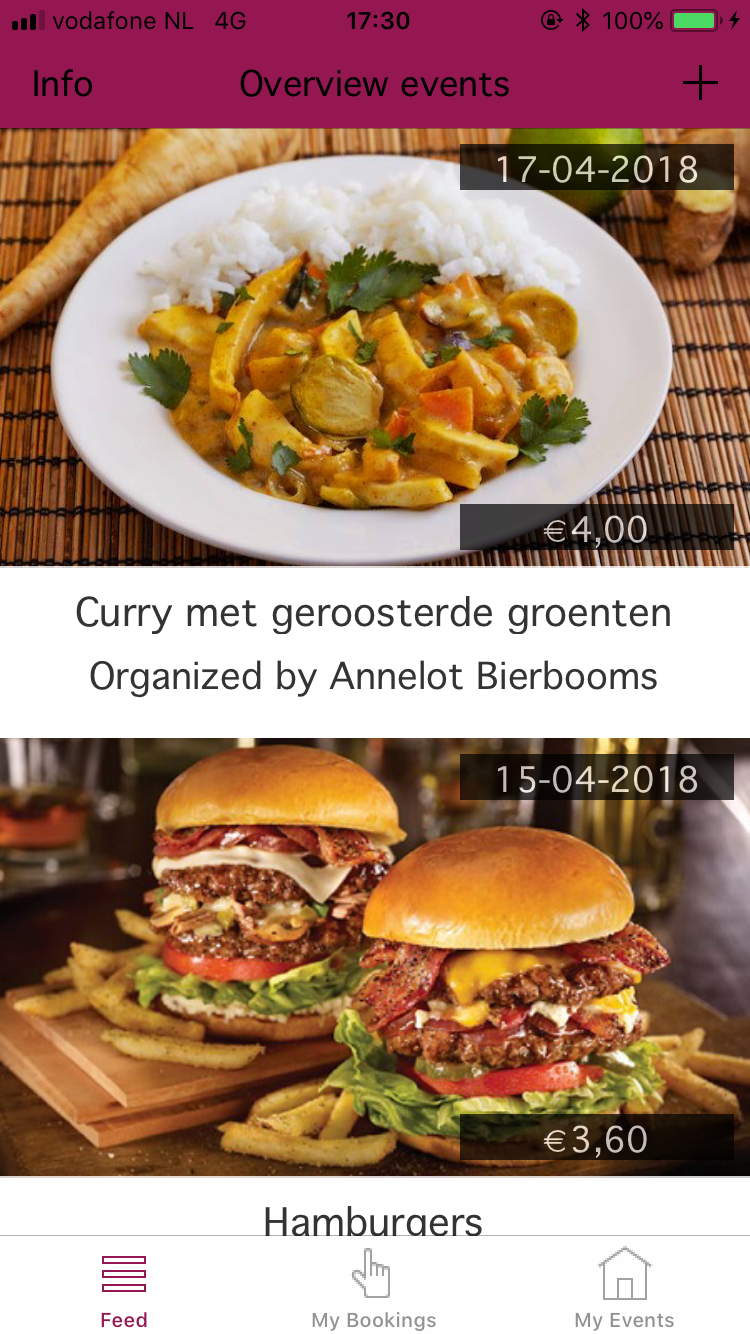 vodafone NL 4G 17:30 100%
Info Overview events +
17-04-2018
€4,00
Curry met geroosterde groenten
Organized by Annelot Bierbooms
15-04-2018
€3,60
Hamburgers
Feed My Bookings My Events